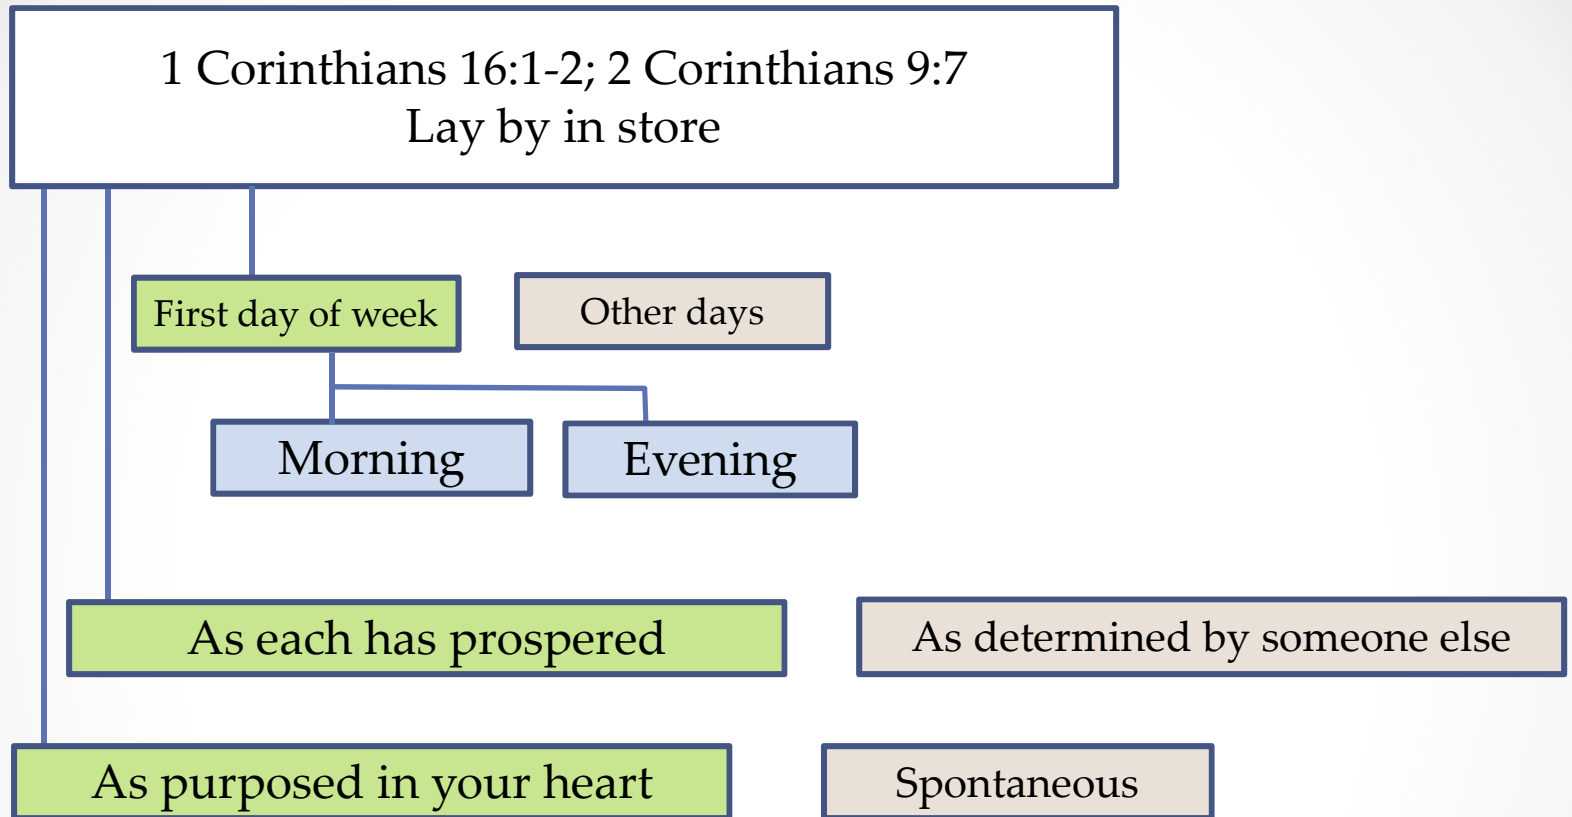 1 Corinthians 16:1-2; 2 Corinthians 9:7
Lay by in store
First day of week
Other days
Morning
Evening
As each has prospered
As determined by someone else
As purposed in your heart
Spontaneous